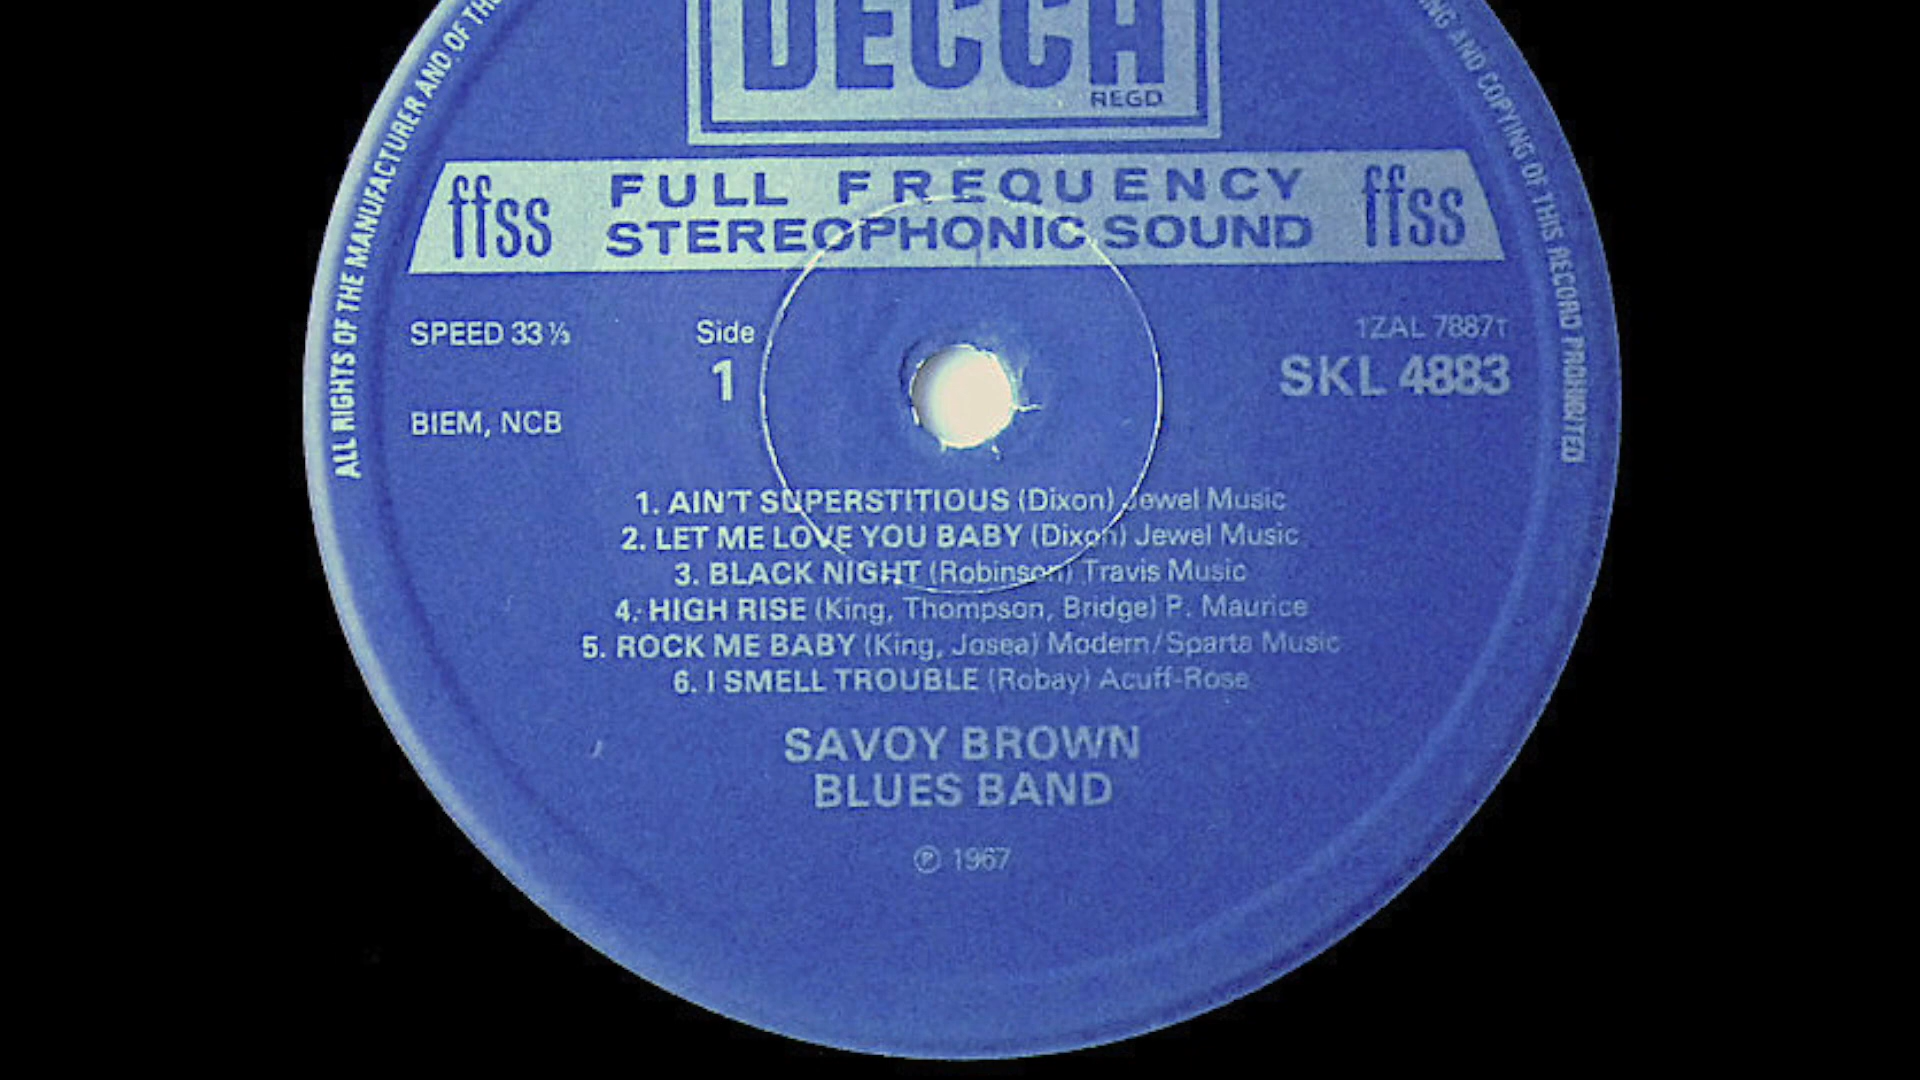 DECCA
REGD
ffss FULL FREQUENCY STEREOPHONIC SOUND ffss
SPEED 33⅓
Side
1
BIEM, NCB
1ZAL 7887T
SKL 4883
1. AIN'T SUPERSTITIOUS (Dixon) Jewel Music
2. LET ME LOVE YOU BABY (Dixon) Jewel Music
3. BLACK NIGHT (Robinson) Travis Music
4. HIGH RISE (King, Thompson, Bridge) P. Maurice
5. ROCK ME BABY (King, Josea) Modern/Sparta Music
6. I SMELL TROUBLE (Robay) Acuff-Rose
SAVOY BROWN
BLUES BAND
℗ 1967
ALL RIGHTS OF THE MANUFACTURER AND OF THE
AND COPYING OF THIS RECORD PROHIBITED